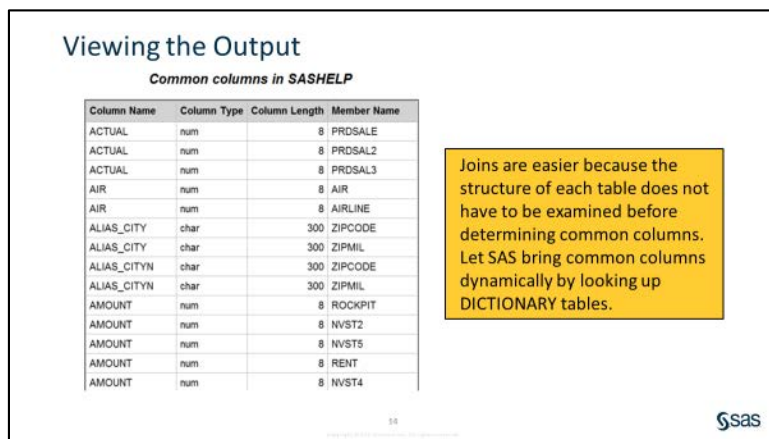 Viewing the Output
Common columns in SASHELP
Column Name Column Type Column Length Member Name
ACTUAL num 8 PRDSALE
ACTUAL num 8 PRDSAL2
ACTUAL num 8 PRDSAL3
AIR num 8 AIR
AIR num 8 AIRLINE
ALIAS_CITY char 300 ZIPCODE
ALIAS_CITY char 300 ZIPMIL
ALIAS_CITYN char 300 ZIPCODE
ALIAS_CITYN char 300 ZIPMIL
AMOUNT num 8 ROCKPIT
AMOUNT num 8 NVST2
AMOUNT num 8 NVST5
AMOUNT num 8 RENT
AMOUNT num 8 NVST4
Joins are easier because the
structure of each table does not
have to be examined before
determining common columns.
Let SAS bring common columns
dynamically by looking up
DICTIONARY tables.
sas